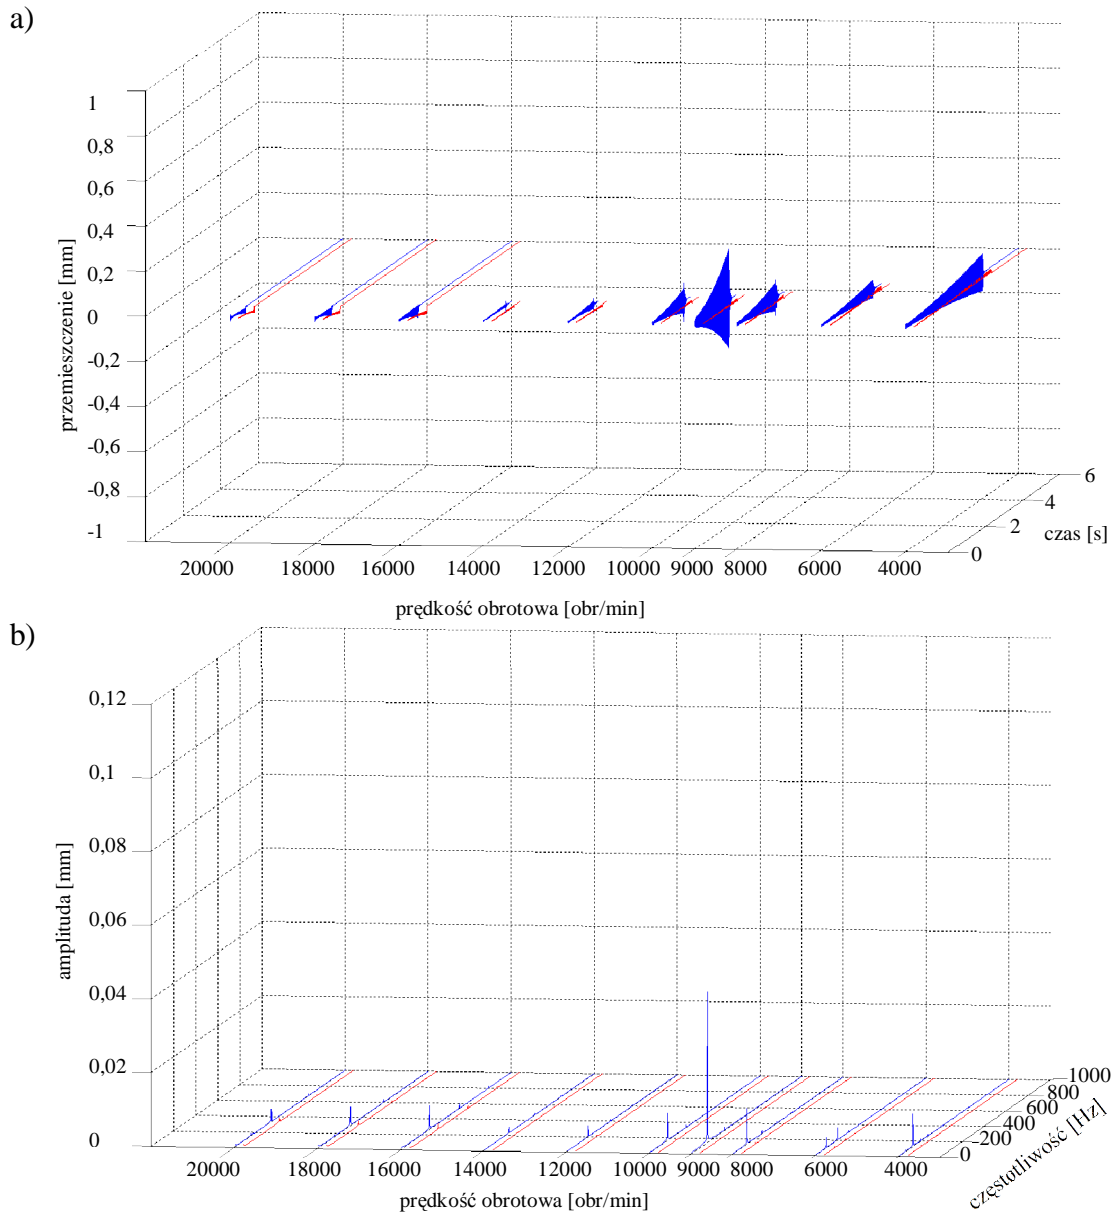 a)
1
0,8
0,6
0,4
0,2
0
-0,2
-0,4
-0,6
-0,8
-1
przemieszczenie [mm]
20000 18000 16000 14000 12000 10000 9000 8000 6000 4000
prędkość obrotowa [obr/min]
0 2 4 6
czas [s]
b)
0,12
0,1
0,08
0,06
0,04
0,02
0
amplituda [mm]
20000 18000 16000 14000 12000 10000 9000 8000 6000 4000
prędkość obrotowa [obr/min]
0 200 400 600 800 1000
częstotliwość [Hz]